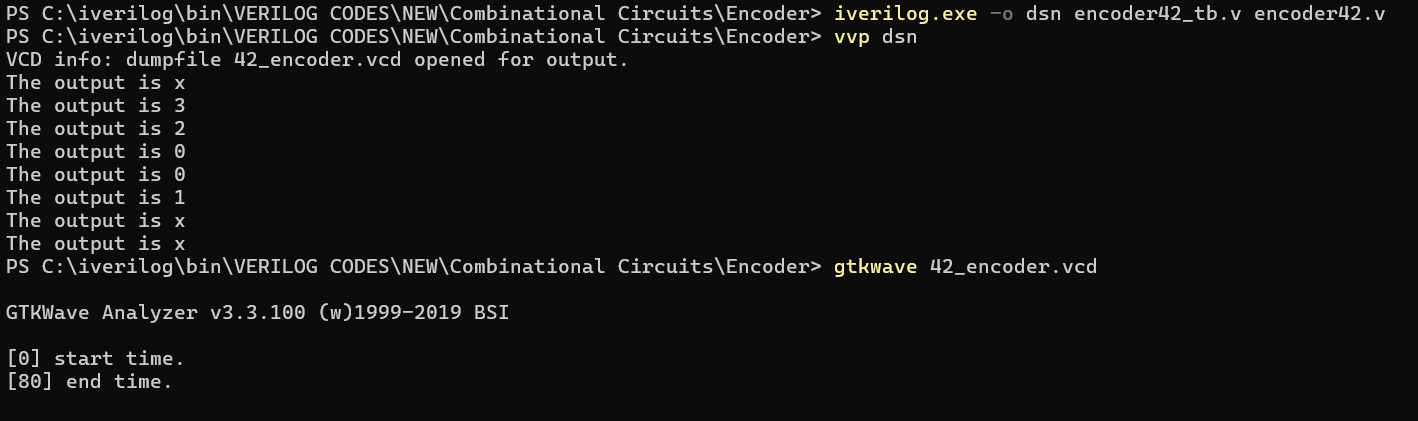 PS C:\iverilog\bin\VERILOG CODES\NEW\Combinational Circuits\Encoder> iverilog.exe -o dsn encoder42_tb.v encoder42.v
PS C:\iverilog\bin\VERILOG CODES\NEW\Combinational Circuits\Encoder> vvp dsn
VCD info: dumpfile 42_encoder.vcd opened for output.
The output is x
The output is 3
The output is 2
The output is 0
The output is 0
The output is 1
The output is x
The output is x
PS C:\iverilog\bin\VERILOG CODES\NEW\Combinational Circuits\Encoder> gtkwave 42_encoder.vcd
GTKWave Analyzer v3.3.100 (w)1999-2019 BSI
[0] start time.
[80] end time.